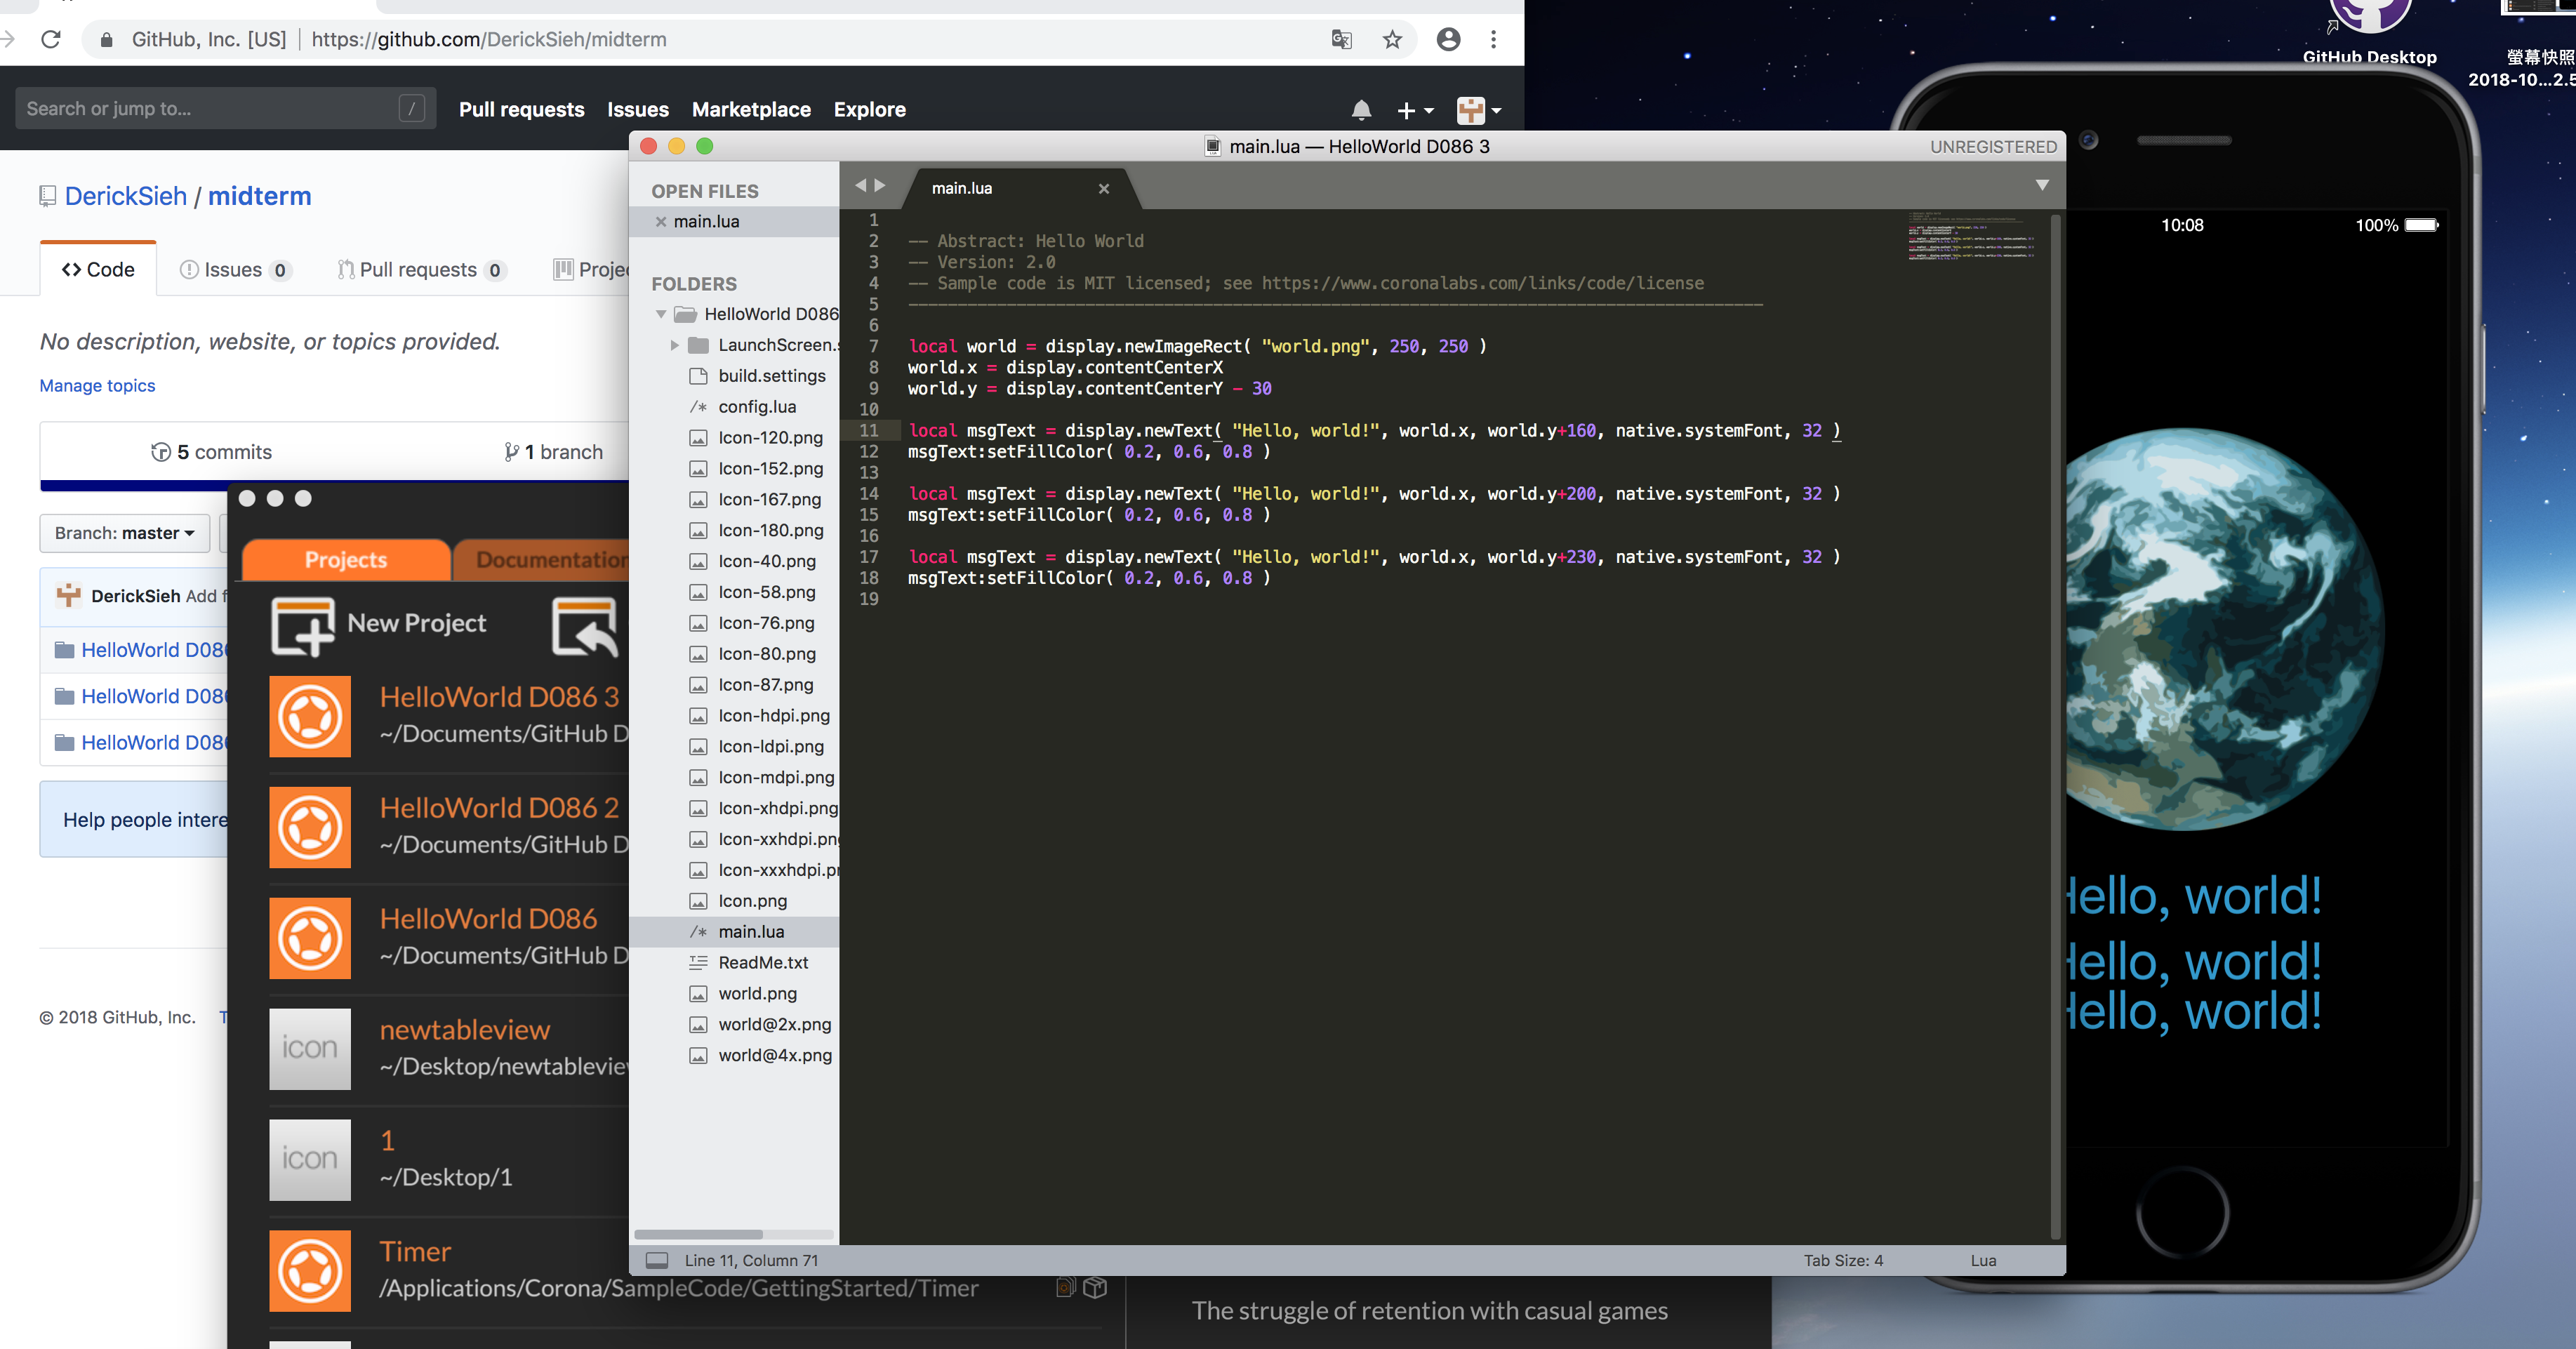 GitHub, Inc. [US] | https://github.com/DerickSieh/midterm
Search or jump to... /
Pull requests Issues Marketplace Explore
DerickSieh / midterm
Code Issues 0 Pull requests 0
No description, website, or topics provided.
Manage topics
5 commits 1 branch
Branch: master
DerickSieh Add
HelloWorld
HelloWorld
HelloWorld
Help people
© 2018 GitHub, Inc.
Projects Documentation
New Project
HelloWorld D086 3
~/Documents/GitHub D
HelloWorld D086 2
~/Documents/GitHub D
HelloWorld D086
~/Documents/GitHub D
icon
newtableview
~/Desktop/newtableview
icon
1
~/Desktop/1
Timer
/Applications/Corona/SampleCode/GettingStarted/Timer
The struggle of retention with casual games
main.lua — HelloWorld D086 3
UNREGISTERED
OPEN FILES
main.lua
FOLDERS
HelloWorld D086
LaunchScreen.
build.settings
/* config.lua
Icon-120.png
Icon-152.png
Icon-167.png
Icon-180.png
Icon-40.png
Icon-58.png
Icon-76.png
Icon-80.png
Icon-87.png
Icon-hdpi.png
Icon-ldpi.png
Icon-mdpi.png
Icon-xhdpi.png
Icon-xxhdpi.pn
Icon-xxxhdpi.p
Icon.png
/* main.lua
ReadMe.txt
world.png
world@2x.png
world@4x.png
main.lua
1
2 -- Abstract: Hello World
3 -- Version: 2.0
4 -- Sample code is MIT licensed; see https://www.coronalabs.com/links/code/license
5 ----------------------------------------------------------------------------------------
6
7 local world = display.newImageRect( "world.png", 250, 250 )
8 world.x = display.contentCenterX
9 world.y = display.contentCenterY - 30
10
11 local msgText = display.newText( "Hello, world!", world.x, world.y+160, native.systemFont, 32 )
12 msgText:setFillColor( 0.2, 0.6, 0.8 )
13
14 local msgText = display.newText( "Hello, world!", world.x, world.y+200, native.systemFont, 32 )
15 msgText:setFillColor( 0.2, 0.6, 0.8 )
16
17 local msgText = display.newText( "Hello, world!", world.x, world.y+230, native.systemFont, 32 )
18 msgText:setFillColor( 0.2, 0.6, 0.8 )
19
Line 11, Column 71
Tab Size: 4
Lua
GitHub Desktop
螢幕快照
2018-10...2.5
10:08
100%
Hello, world!
Hello, world!
Hello, world!